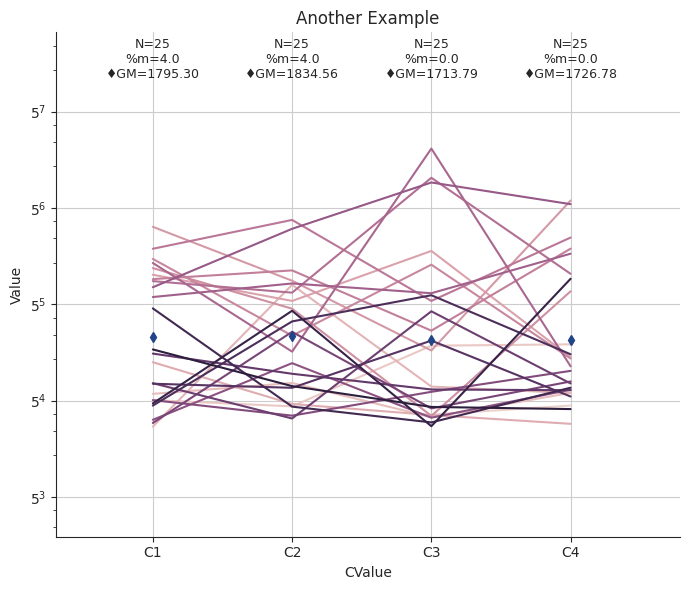 Another Example
N=25 N=25 N=25 N=25
%m=4.0 %m=4.0 %m=0.0 %m=0.0
♦GM=1795.30 ♦GM=1834.56 ♦GM=1713.79 ♦GM=1726.78
5⁷
5⁶
5⁵
5⁴
5³
Value
C1 C2 C3 C4
CValue